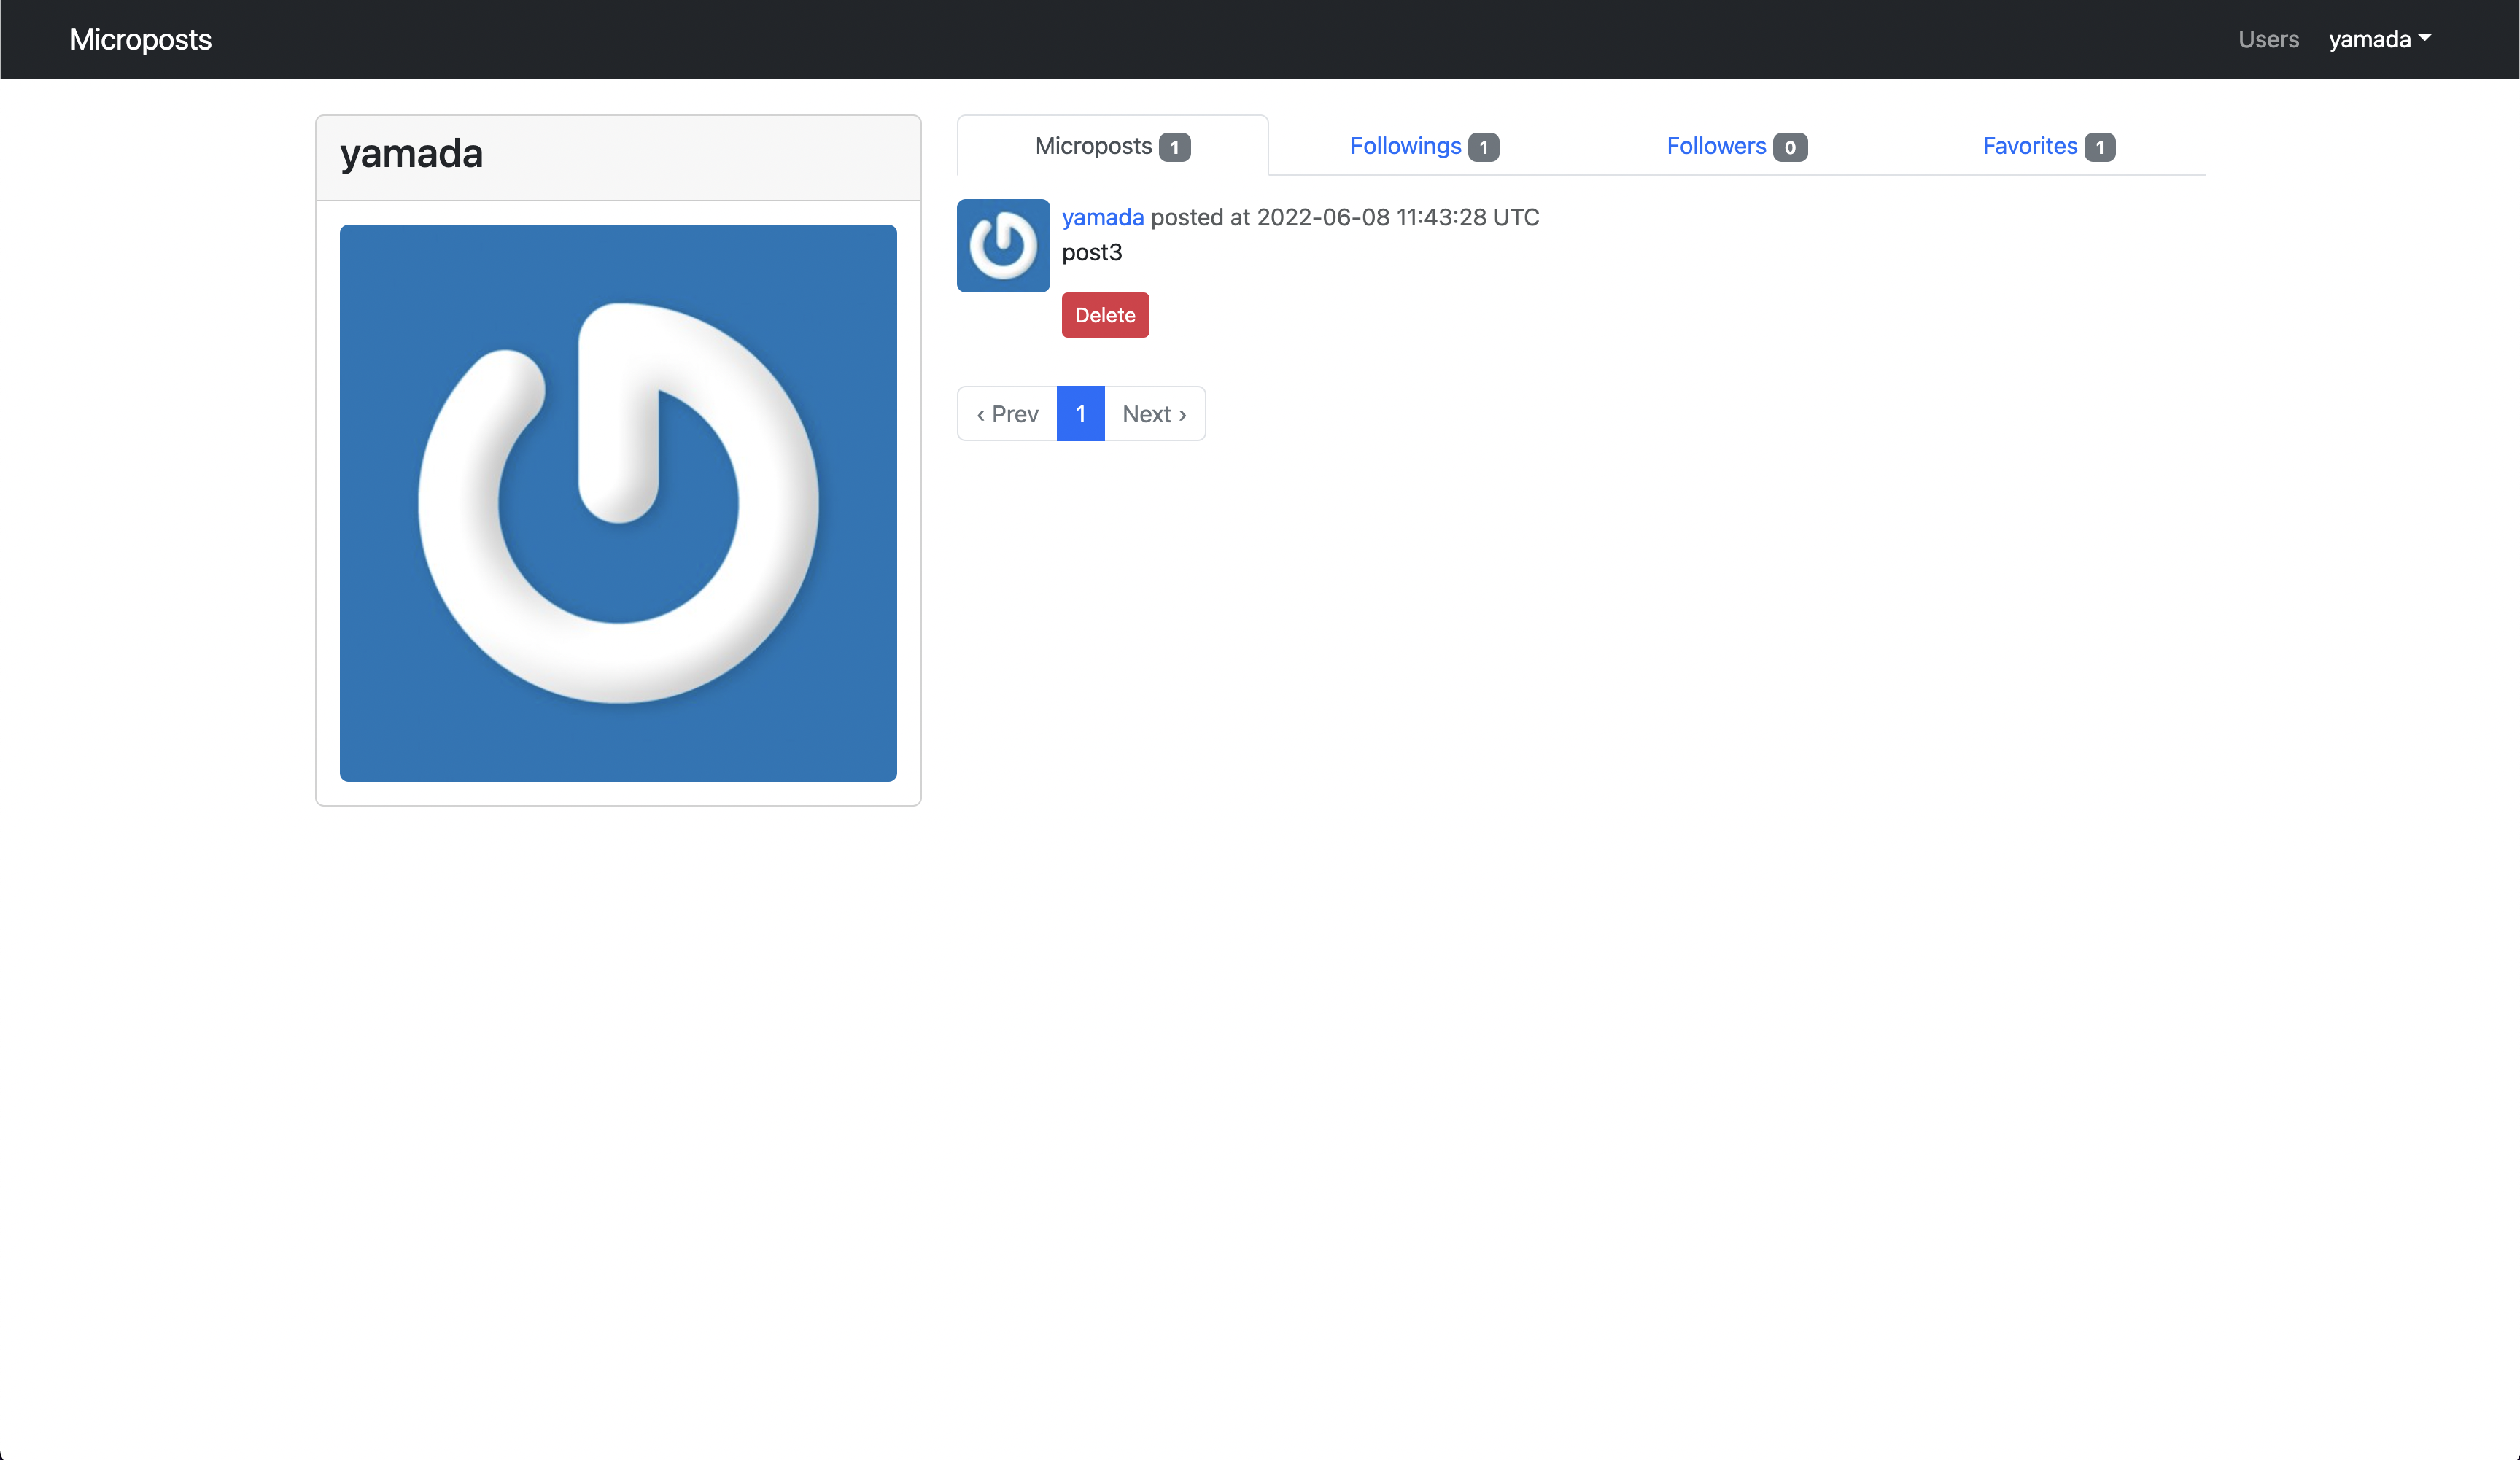 Microposts
Users yamada
yamada
Microposts 1 Followings 1 Followers 0 Favorites 1
yamada posted at 2022-06-08 11:43:28 UTC
post3
Delete
‹ Prev 1 Next ›